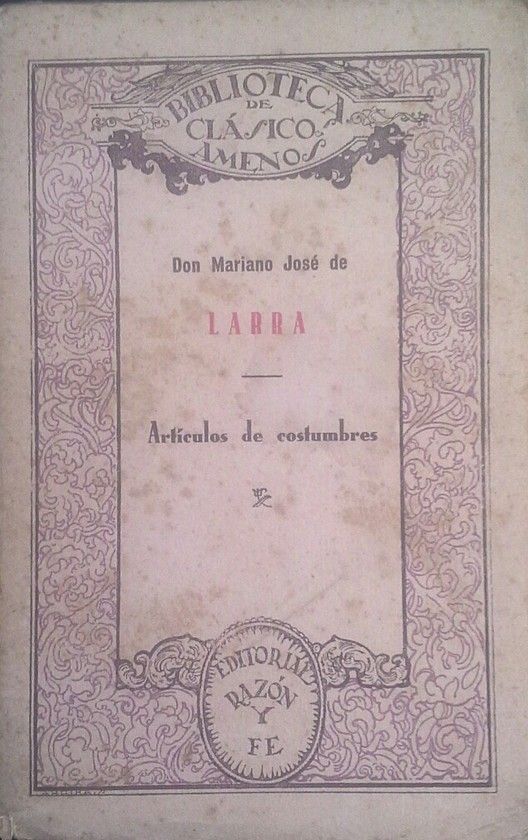 BIBLIOTECA
DE
CLÁSICOS
AMENOS
Don Mariano José de
LARRA
Artículos de costumbres
EDITORIAL
RAZÓN
Y
FE